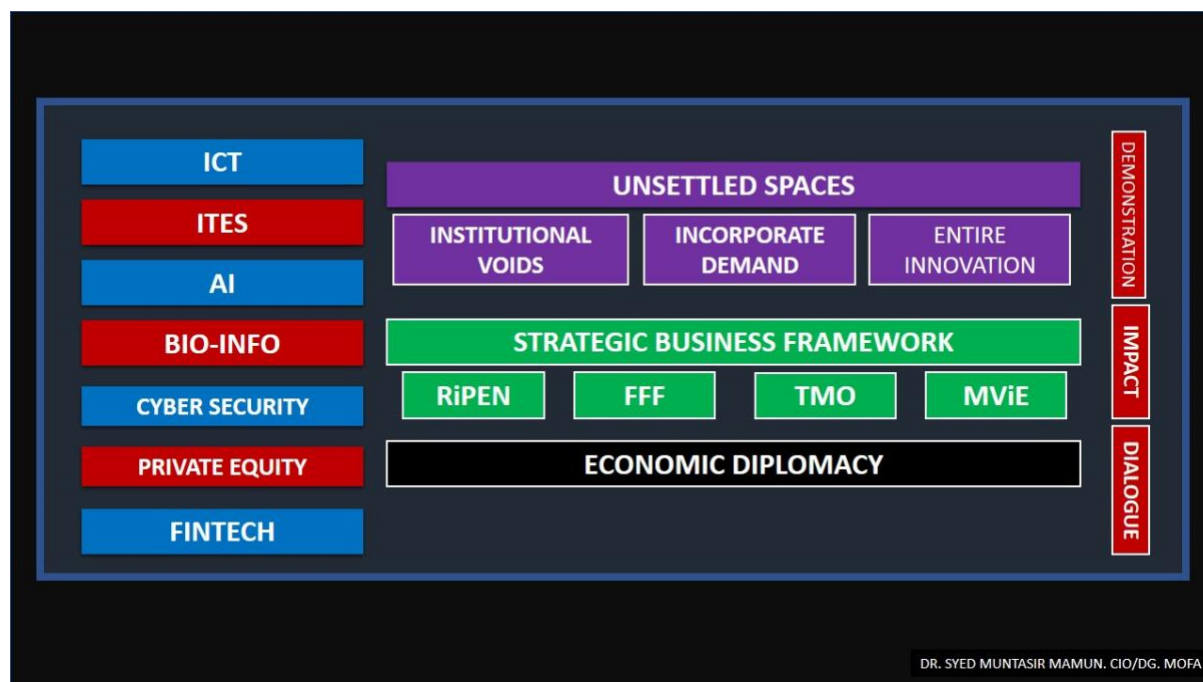 ICT
ITES
AI
BIO-INFO
CYBER SECURITY
PRIVATE EQUITY
FINTECH
UNSETTLED SPACES
INSTITUTIONAL
VOIDS
INCORPORATE
DEMAND
ENTIRE
INNOVATION
STRATEGIC BUSINESS FRAMEWORK
RiPEN
FFF
TMO
MViE
ECONOMIC DIPLOMACY
DEMONSTRATION
IMPACT
DIALOGUE
DR. SYED MUNTASIR MAMUN. CIO/DG. MOFA